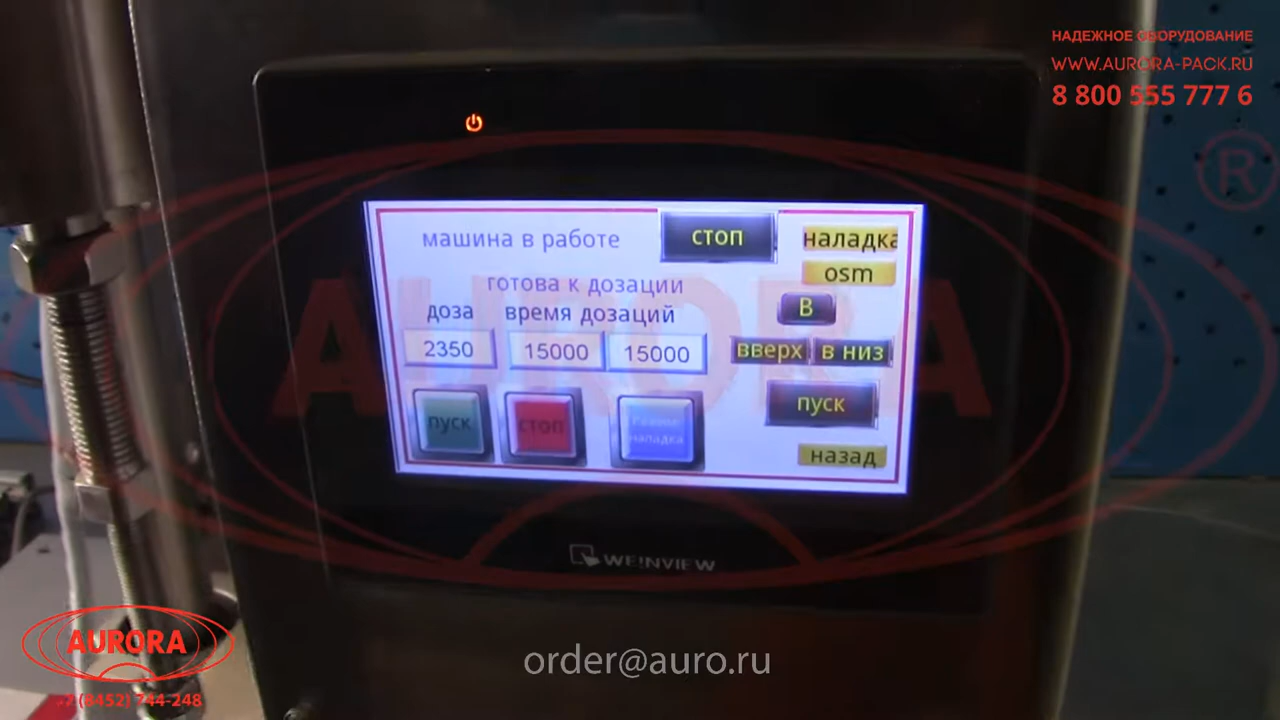 НАДЕЖНОЕ ОБОРУДОВАНИЕ
WWW.AURORA-PACK.RU
8 800 555 777 6
®
машина в работе
стоп
наладка
готова к дозации
osm
доза
время дозаций
В
2350
15000
15000
вверх
в низ
AURORA
пуск
стоп
наладка
пуск
назад
WEINVIEW
AURORA
order@auro.ru
(8452) 744-248